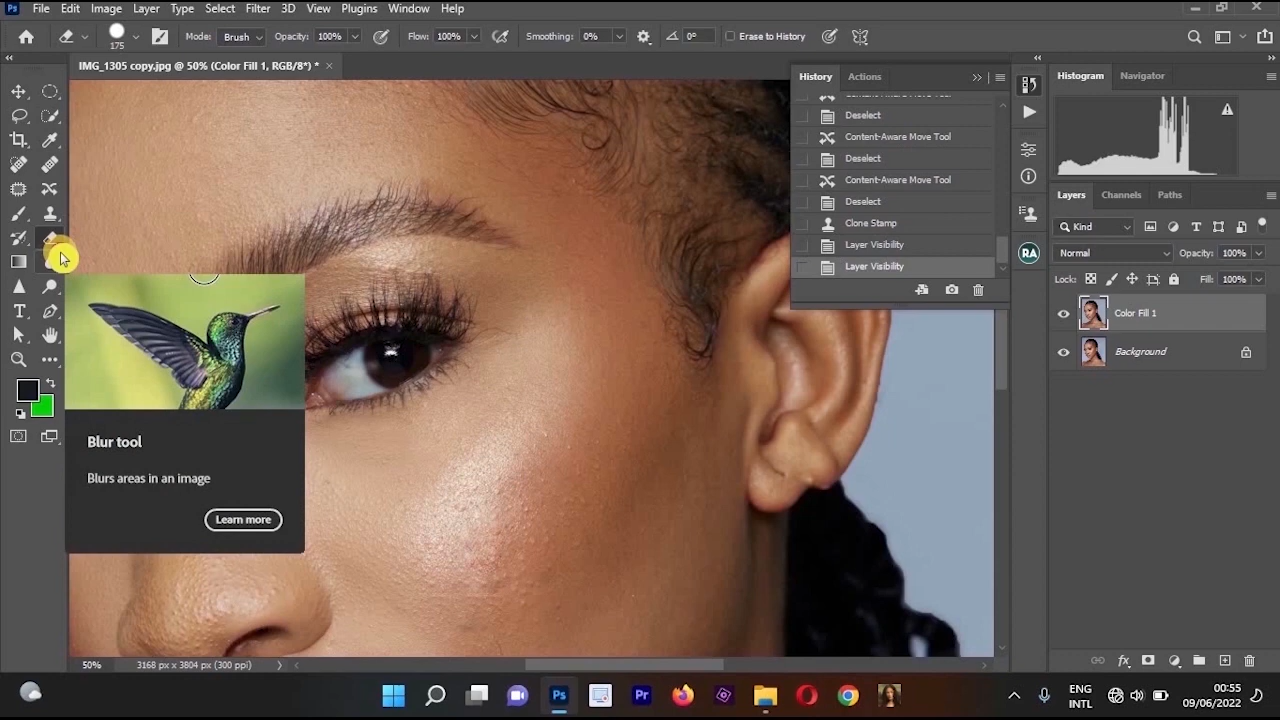 Ps File Edit Image Layer Type Select Filter 3D View Plugins Window Help
175 Mode: Brush Opacity: 100% Flow: 100% Smoothing: 0% 0° Erase to History
IMG_1305 copy.jpg @ 50% (Color Fill 1, RGB/8*) *
History Actions
Deselect
Content-Aware Move Tool
Deselect
Content-Aware Move Tool
Deselect
Clone Stamp
Layer Visibility
Layer Visibility
Histogram Navigator
Layers Channels Paths
Kind
Normal Opacity: 100%
Lock: Fill: 100%
Color Fill 1
Background
RA
Blur tool
Blurs areas in an image
Learn more
50% 3168 px x 3804 px (300 ppi)
Ps Pr
ENG
INTL
00:55
09/06/2022